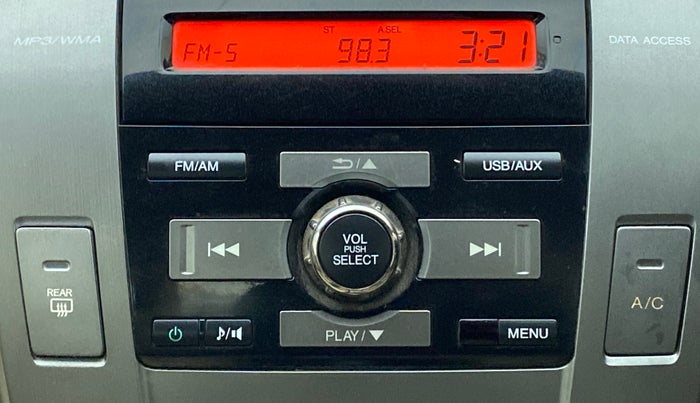 MP3/WMA
ST A.SEL
FM-S 98.3 3:21
DATA ACCESS
FM/AM
USB/AUX
VOL
PUSH
SELECT
REAR
A/C
PLAY/
MENU